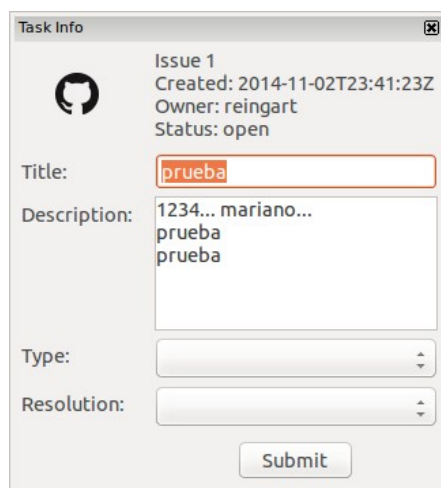 Task Info
Issue 1
Created: 2014-11-02T23:41:23Z
Owner: reingart
Status: open
Title:
prueba
Description:
1234... mariano...
prueba
prueba
Type:
Resolution:
Submit